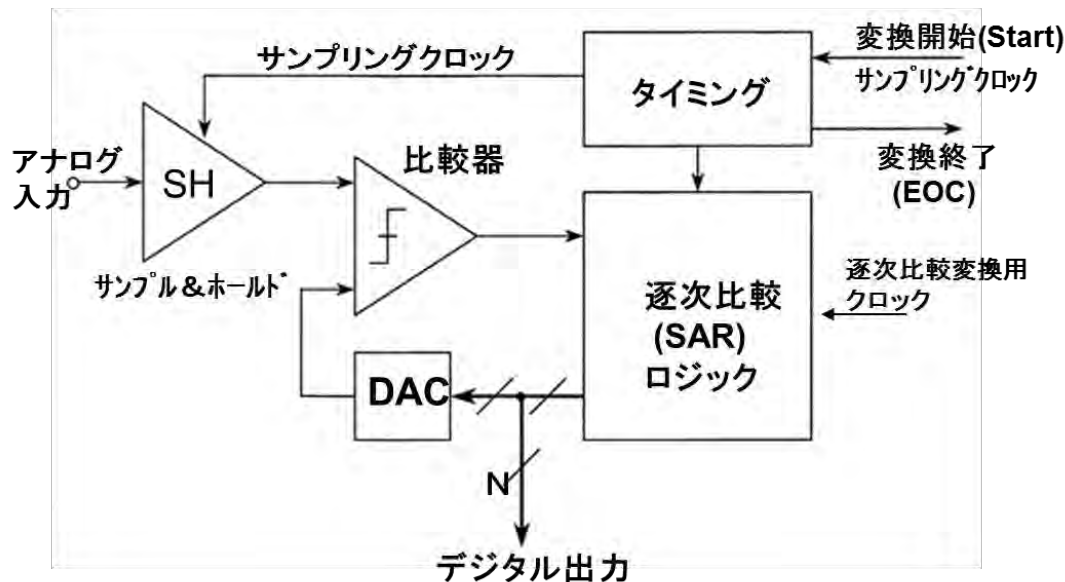 変換開始(Start)
サンプリングクロック
サンプリングクロック
タイミング
変換終了
(EOC)
アナログ
入力
SH
比較器
サンプル&ホールド
逐次比較
(SAR)
ロジック
逐次比較変換用
クロック
DAC
N
デジタル出力